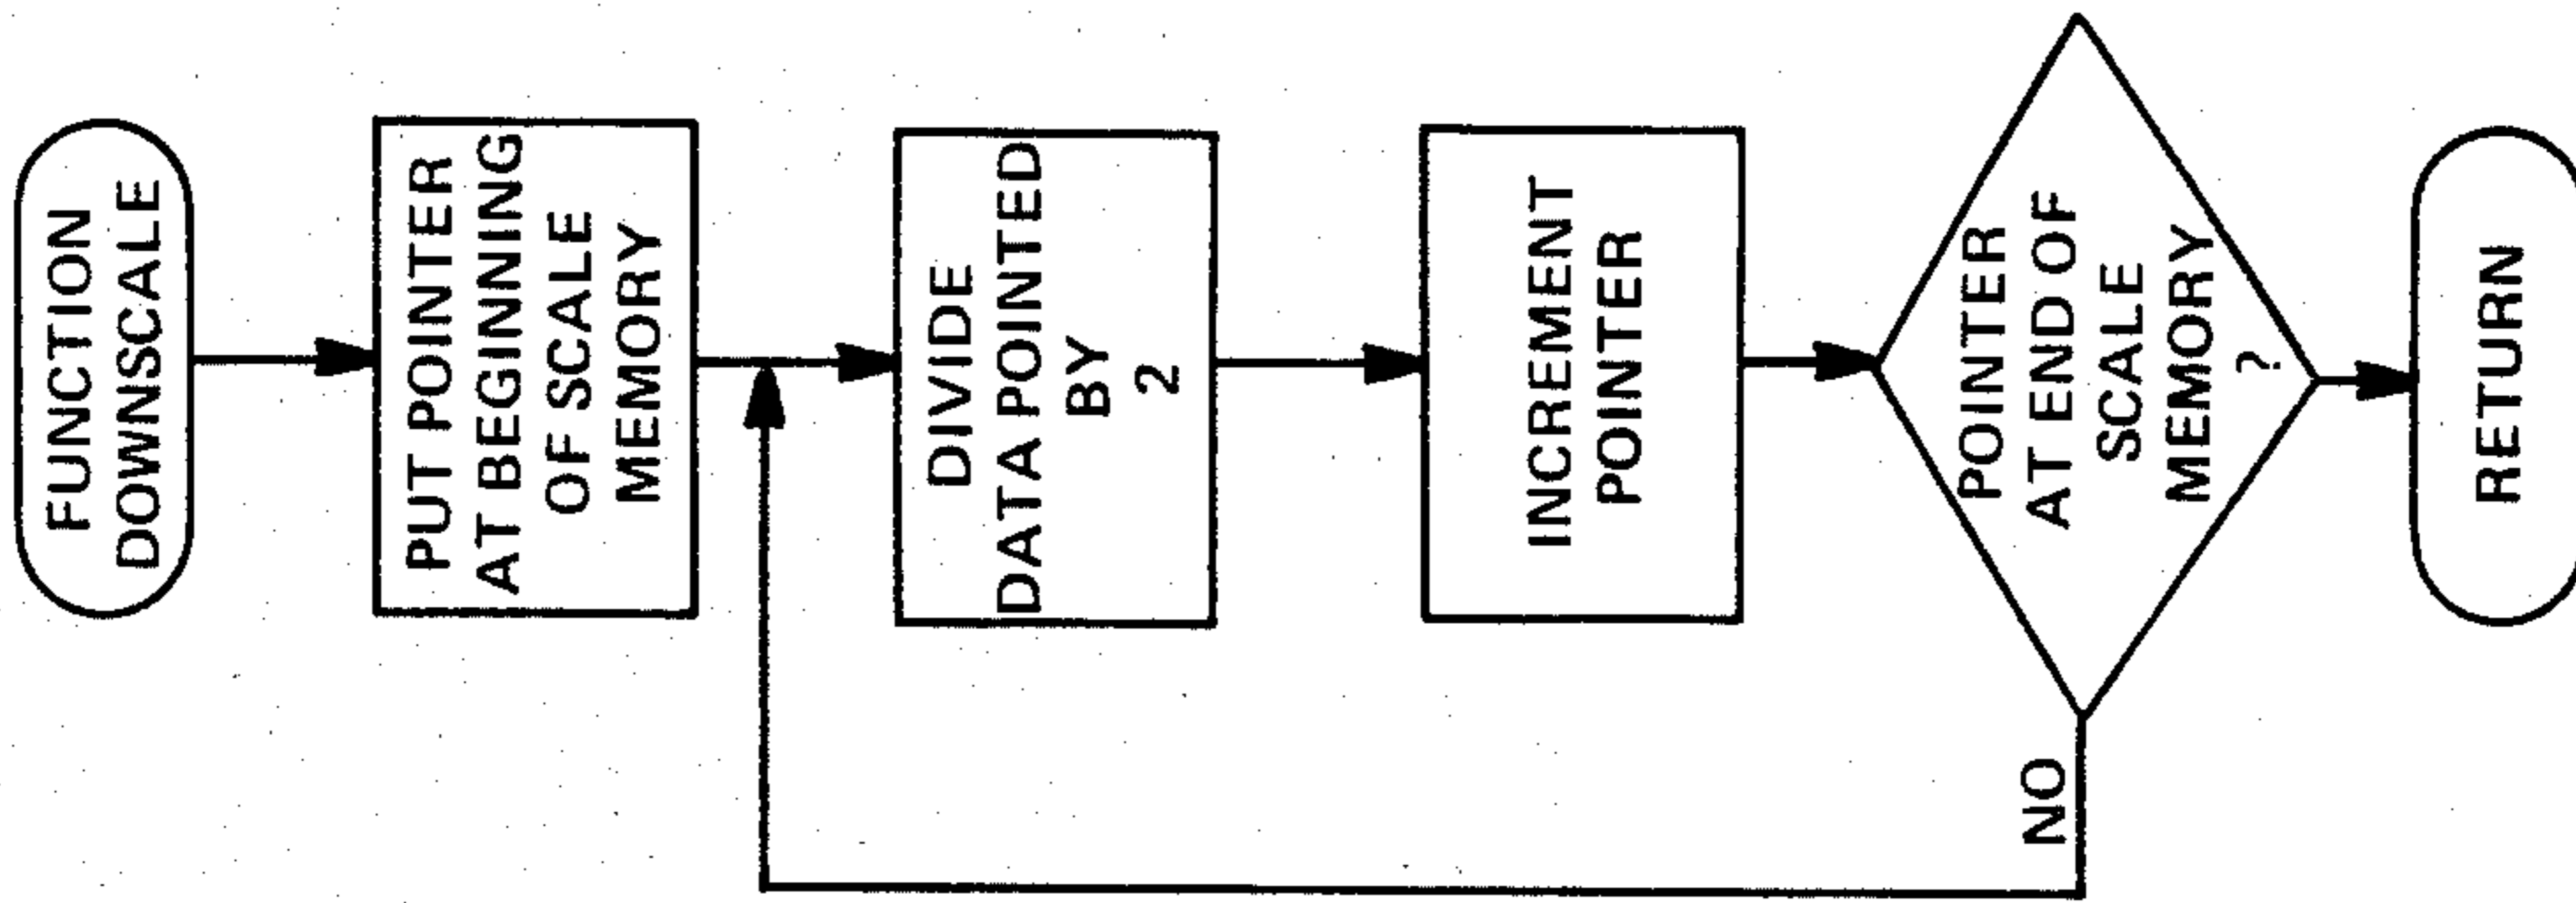 FUNCTION
DOWNSCALE
PUT POINTER
AT BEGINNING
OF SCALE
MEMORY
DIVIDE
DATA POINTED
BY
2
INCREMENT
POINTER
POINTER
AT END OF
SCALE
MEMORY
?
NO
RETURN